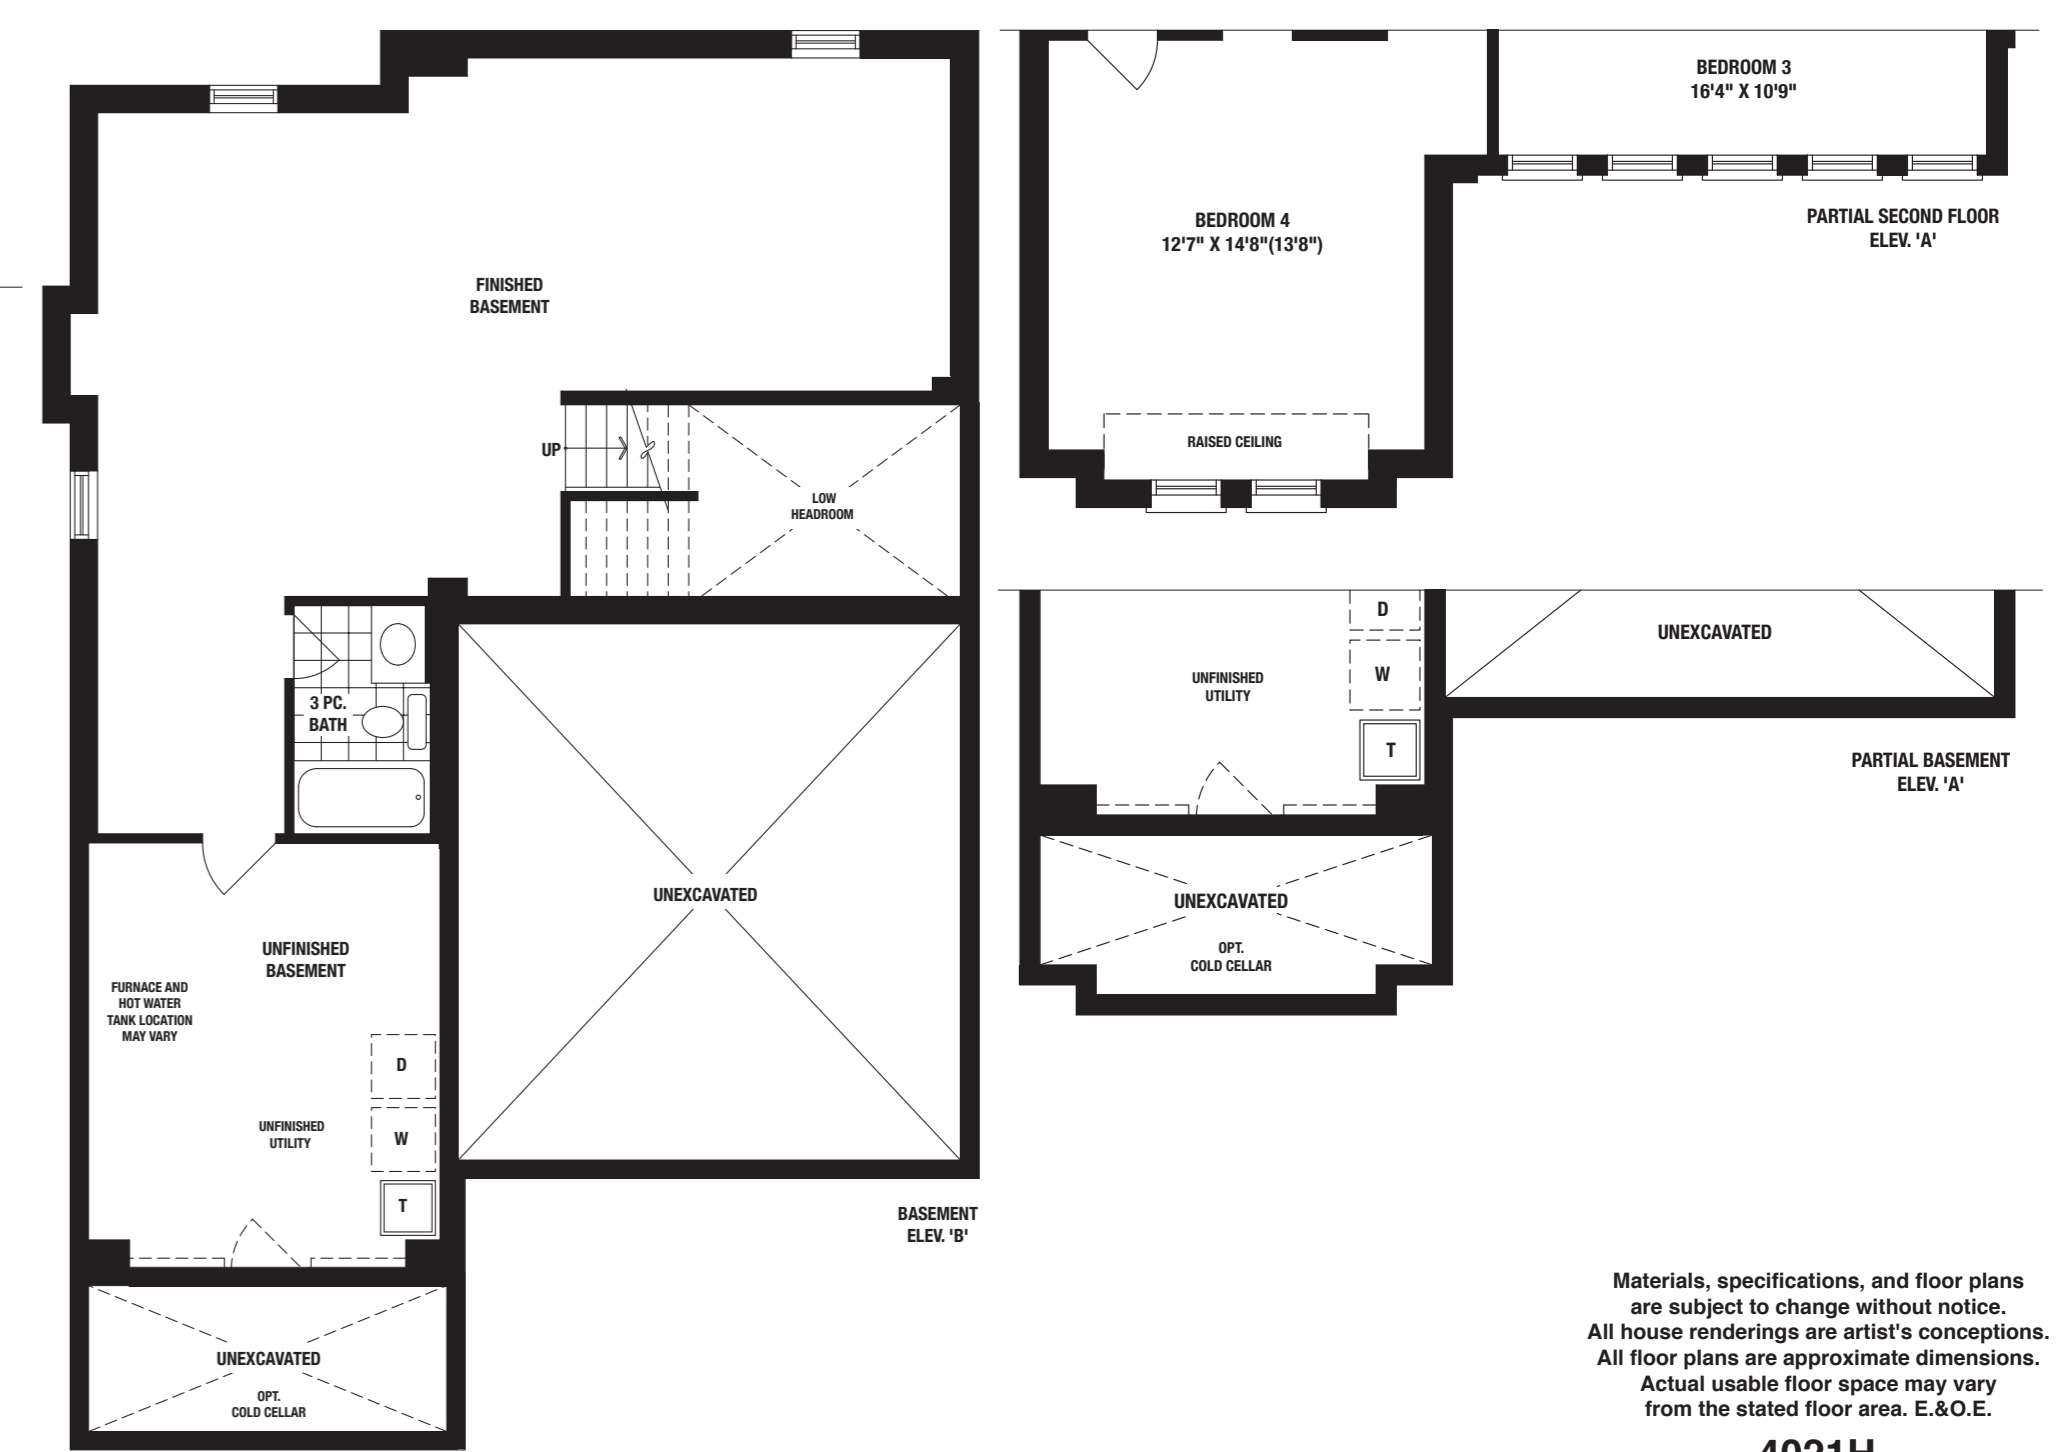 FINISHED
BASEMENT
UP
LOW
HEADROOM
3 PC.
BATH
UNEXCAVATED
UNFINISHED
BASEMENT
FURNACE AND
HOT WATER
TANK LOCATION
MAY VARY
D
UNFINISHED
UTILITY
W
T
BASEMENT
ELEV. 'B'
UNEXCAVATED
OPT.
COLD CELLAR
BEDROOM 3
16'4" X 10'9"
BEDROOM 4
12'7" X 14'8"(13'8")
PARTIAL SECOND FLOOR
ELEV. 'A'
RAISED CEILING
D
UNEXCAVATED
UNFINISHED
UTILITY
W
T
PARTIAL BASEMENT
ELEV. 'A'
UNEXCAVATED
OPT.
COLD CELLAR
Materials, specifications, and floor plans
are subject to change without notice.
All house renderings are artist's conceptions.
All floor plans are approximate dimensions.
Actual usable floor space may vary
from the stated floor area. E.&O.E.